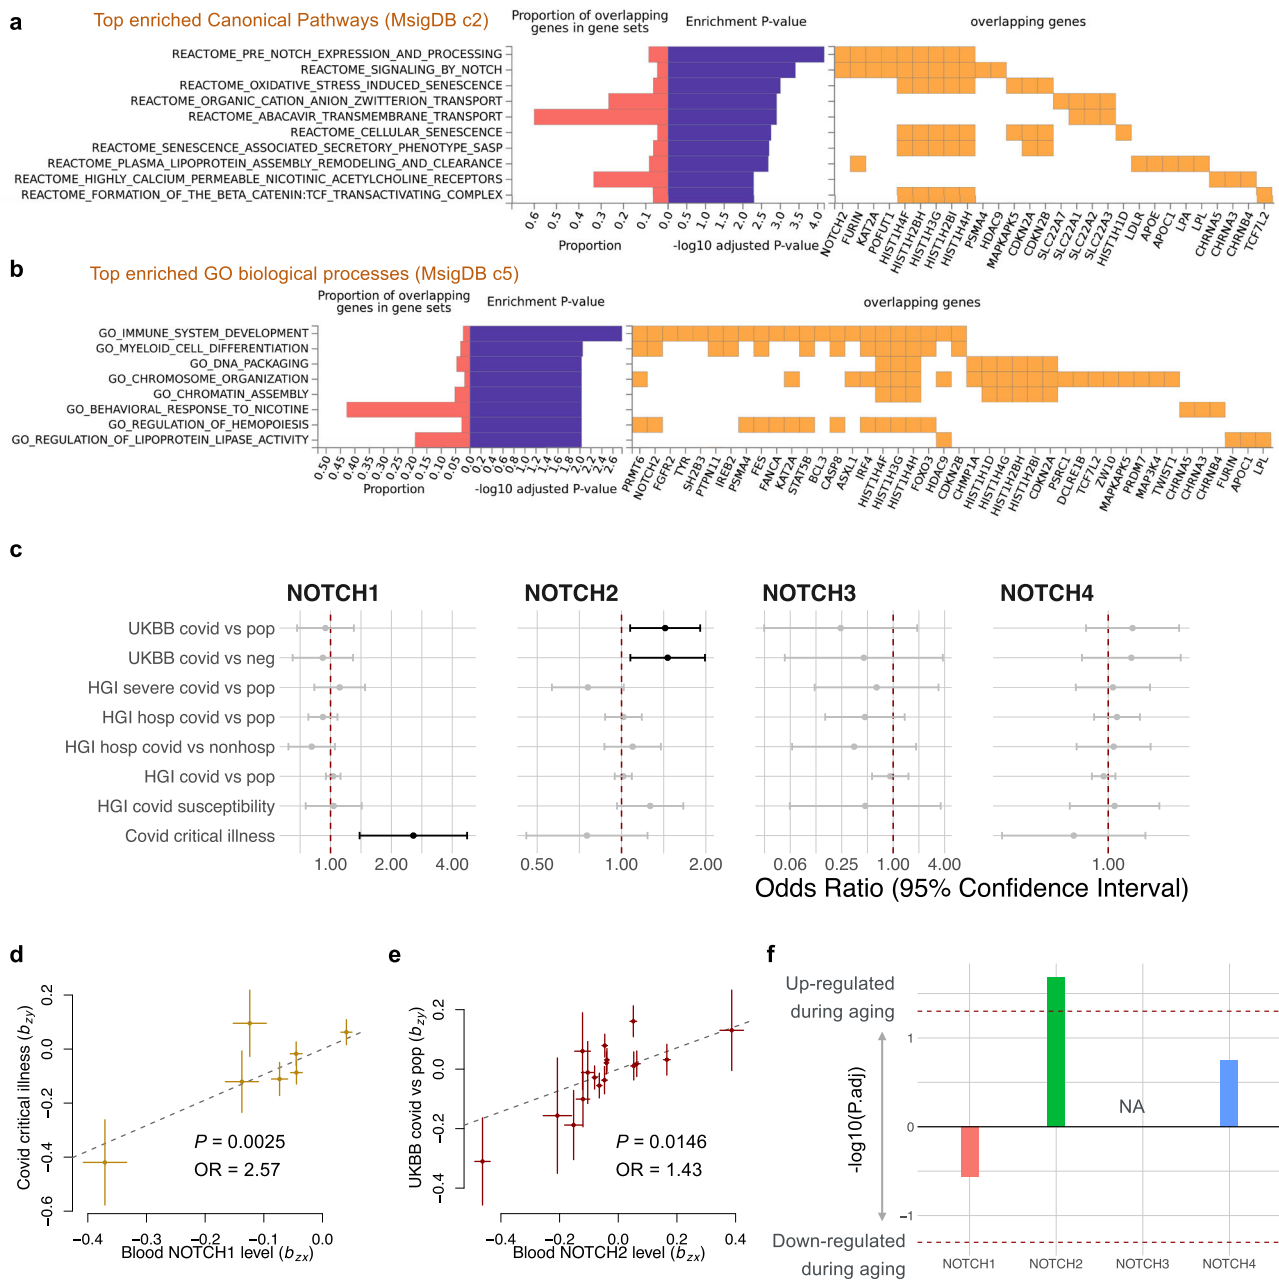 a
Top enriched Canonical Pathways (MsigDB c2)
Proportion of overlapping
genes in gene sets
Enrichment P-value
overlapping genes
REACTOME_PRE_NOTCH_EXPRESSION_AND_PROCESSING
REACTOME_SIGNALING_BY_NOTCH
REACTOME_OXIDATIVE_STRESS_INDUCED_SENESCENCE
REACTOME_ORGANIC_CATION_ANION_ZWITTERION_TRANSPORT
REACTOME_ABACAVIR_TRANSMEMBRANE_TRANSPORT
REACTOME_CELLULAR_SENESCENCE
REACTOME_SENESCENCE_ASSOCIATED_SECRETORY_PHENOTYPE_SASP
REACTOME_PLASMA_LIPOPROTEIN_ASSEMBLY_REMODELING_AND_CLEARANCE
REACTOME_HIGHLY_CALCIUM_PERMEABLE_NICOTINIC_ACETYLCHOLINE_RECEPTORS
REACTOME_FORMATION_OF_THE_BETA_CATENIN:TCF_TRANSACTIVATING_COMPLEX
0.6 0.5 0.4 0.3 0.2 0.1 0.0
0.5 1.0 1.5 2.0 2.5 3.0 3.5 4.0
NOTCH2 FURIN KAT2A POFUT1 HIST1H4F HIST1H2BH HIST1H3G HIST1H2BI HIST1H4H PSMA4 HDAC9 MAPKAPK5 CDKN2A CDKN2B SLC22A7 SLC22A1 SLC22A2 SLC22A3 HIST1H1D LDLR APOE APOC1 LPA LPL CHRNA5 CHRNA3 CHRNB4 TCF7L2
Proportion
-log10 adjusted P-value
b
Top enriched GO biological processes (MsigDB c5)
Proportion of overlapping
genes in gene sets
Enrichment P-value
overlapping genes
GO_IMMUNE_SYSTEM_DEVELOPMENT
GO_MYELOID_CELL_DIFFERENTIATION
GO_DNA_PACKAGING
GO_CHROMOSOME_ORGANIZATION
GO_CHROMATIN_ASSEMBLY
GO_BEHAVIORAL_RESPONSE_TO_NICOTINE
GO_REGULATION_OF_HEMOPOIESIS
GO_REGULATION_OF_LIPOPROTEIN_LIPASE_ACTIVITY
0.50 0.45 0.40 0.35 0.30 0.25 0.20 0.15 0.10 0.05 0.0
0.2 0.4 0.6 0.8 1.0 1.2 1.4 1.6 1.8 2.0 2.2 2.4 2.6
PRMT6 NOTCH2 FGFR2 TYR SH2B3 PTPN11 IREB2 PSMA4 FES FANCA KAT2A STAT5B BCL3 CASP8 ASXL1 IRF4 HIST1H4F HIST1H3G HIST1H4H FOXO3 HDAC9 CDKN2B CHMP1A HIST1H1D HIST1H4G HIST1H2BH HIST1H2BI CDKN2A PSRC1 DCLRE1B TCF7L2 ZW10 MAPKAPK5 PRDM7 MAP3K4 TWIST1 CHRNA5 CHRNA3 CHRNB4 FURIN APOC1 LPL
Proportion
-log10 adjusted P-value
c
NOTCH1
NOTCH2
NOTCH3
NOTCH4
UKBB covid vs pop
UKBB covid vs neg
HGI severe covid vs pop
HGI hosp covid vs pop
HGI hosp covid vs nonhosp
HGI covid vs pop
HGI covid susceptibility
Covid critical illness
1.00 2.00 4.00
0.50 1.00 2.00
0.06 0.25 1.00 4.00
1.00
Odds Ratio (95% Confidence Interval)
d
Covid critical illness (bzy)
0.2
0.0
−0.2
−0.4
−0.6
P = 0.0025
OR = 2.57
−0.4 −0.3 −0.2 −0.1 0.0
Blood NOTCH1 level (bzx)
e
UKBB covid vs pop (bzy)
0.2
0.0
−0.2
−0.4
P = 0.0146
OR = 1.43
−0.4 −0.2 0.0 0.2 0.4
Blood NOTCH2 level (bzx)
f
Up-regulated
during aging
-log10(P.adj)
Down-regulated
during aging
1
0
−1
NA
NOTCH1 NOTCH2 NOTCH3 NOTCH4